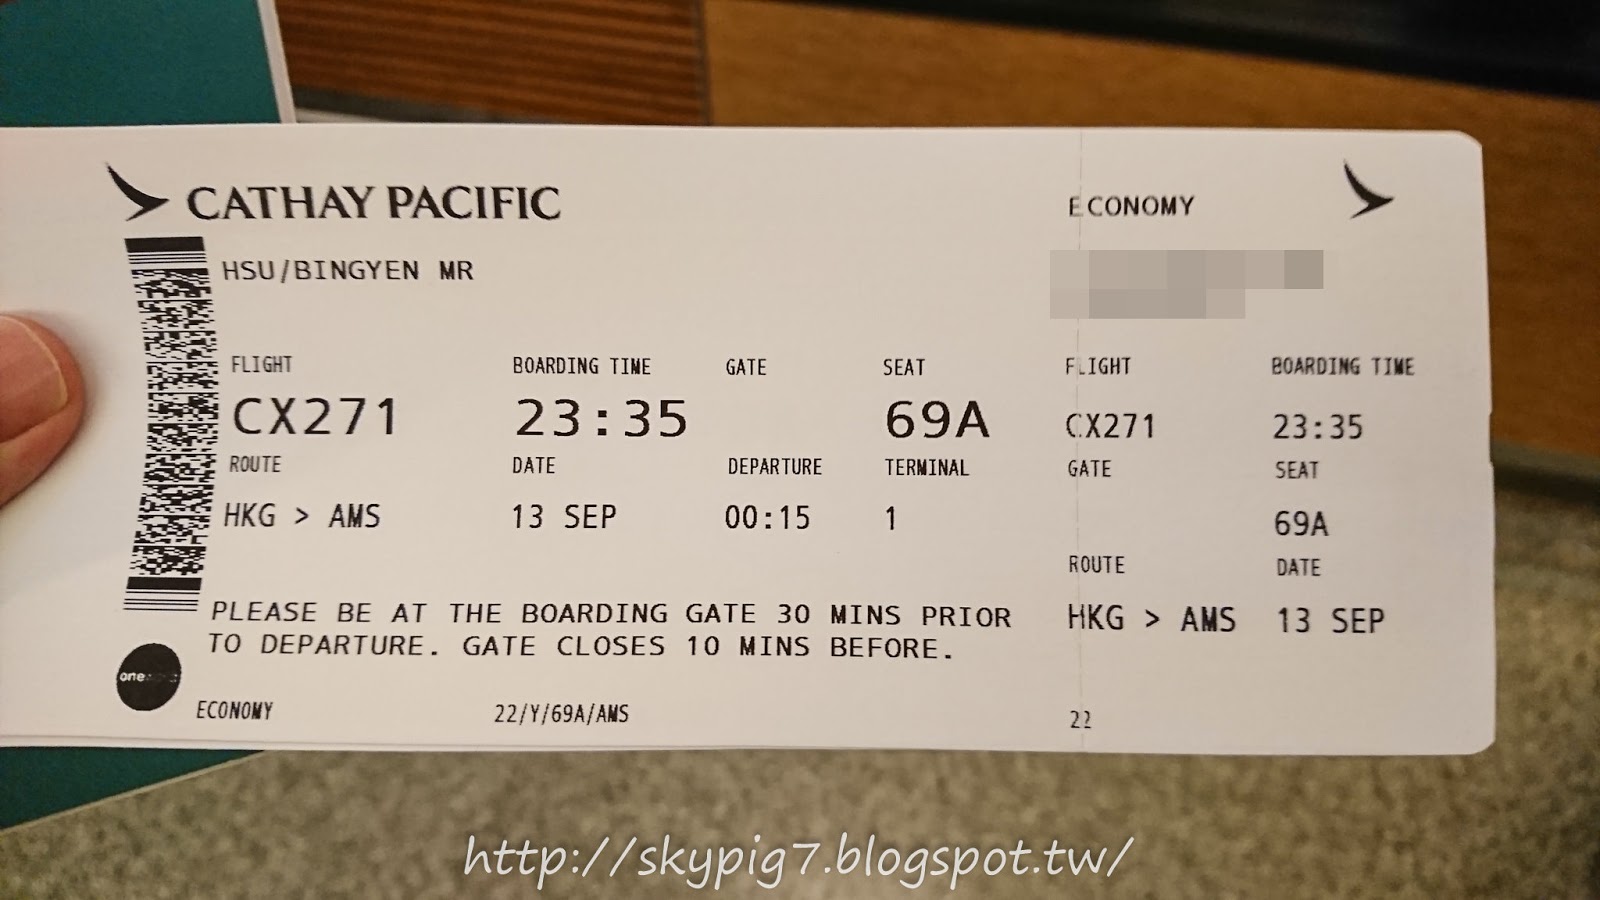 CATHAY PACIFIC
ECONOMY
HSU/BINGYEN MR
FLIGHT BOARDING TIME GATE SEAT
CX271 23:35 69A
ROUTE DATE DEPARTURE TERMINAL
HKG > AMS 13 SEP 00:15 1
PLEASE BE AT THE BOARDING GATE 30 MINS PRIOR
TO DEPARTURE. GATE CLOSES 10 MINS BEFORE.
one
ECONOMY 22/Y/69A/AMS
FLIGHT BOARDING TIME
CX271 23:35
GATE SEAT
69A
ROUTE DATE
HKG > AMS 13 SEP
22
http://skypig7.blogspot.tw/